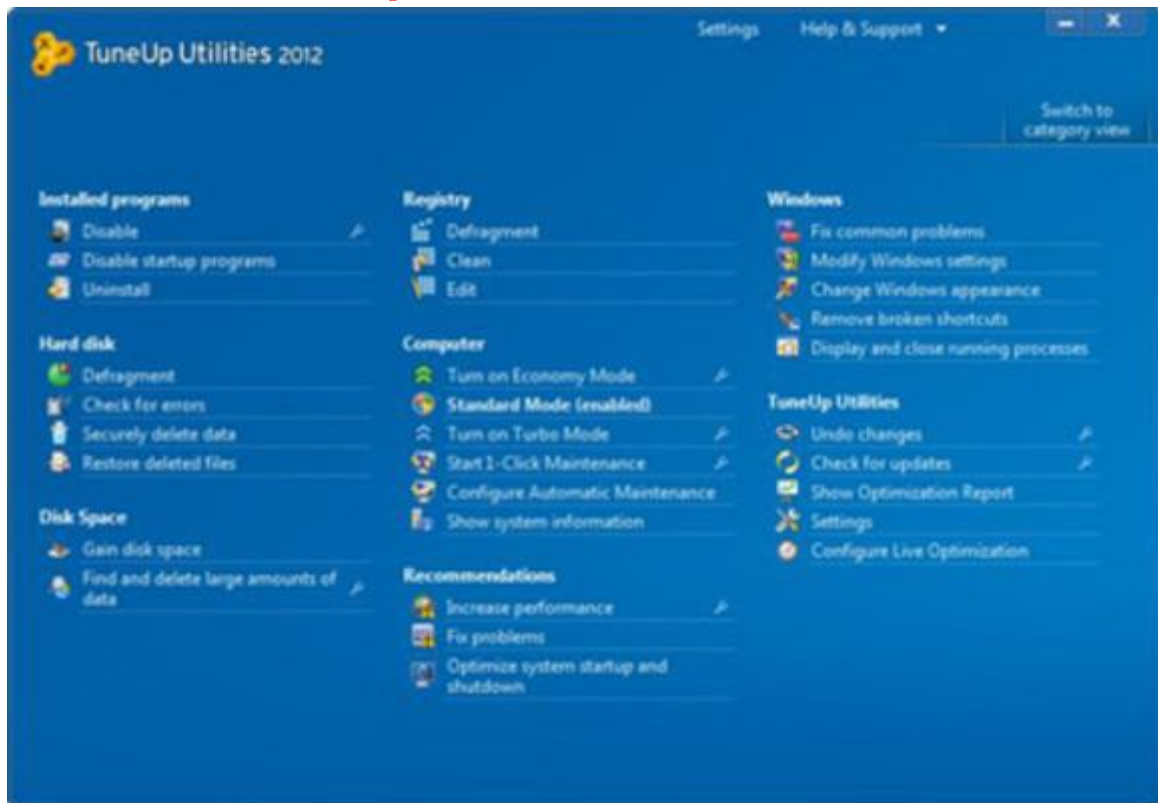 Settings
Help & Support
TuneUp Utilities 2012
Switch to
category view
Installed programs
Disable
Disable startup programs
Uninstall
Hard disk
Defragment
Check for errors
Securely delete data
Restore deleted files
Disk Space
Gain disk space
Find and delete large amounts of
data
Registry
Defragment
Clean
Edit
Computer
Turn on Economy Mode
Standard Mode (enabled)
Turn on Turbo Mode
Start 1-Click Maintenance
Configure Automatic Maintenance
Show system information
Recommendations
Increase performance
Fix problems
Optimize system startup and
shutdown
Windows
Fix common problems
Modify Windows settings
Change Windows appearance
Remove broken shortcuts
Display and close running processes
TuneUp Utilities
Undo changes
Check for updates
Show Optimization Report
Settings
Configure Live Optimization